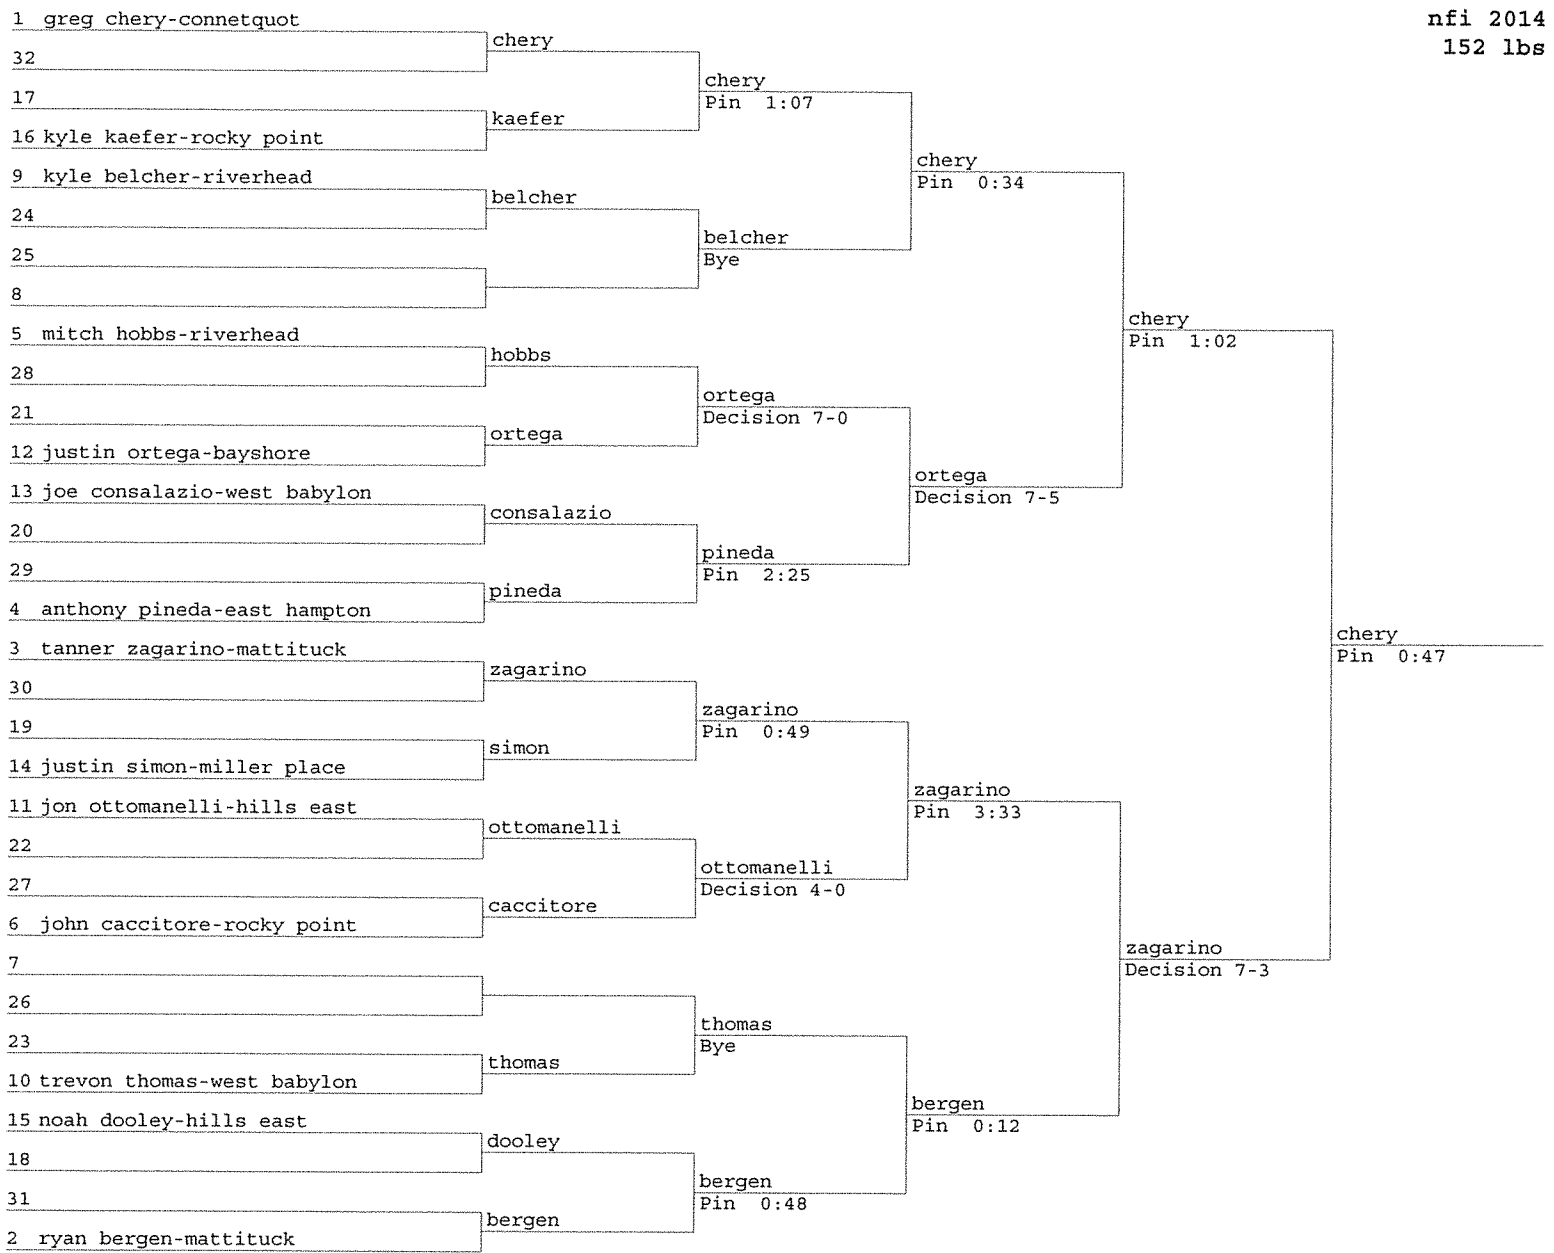 nfi 2014
152 lbs
1 greg chery-connetquot
32
17
16 kyle kaefer-rocky point
9 kyle belcher-riverhead
24
25
8
5 mitch hobbs-riverhead
28
21
12 justin ortega-bayshore
13 joe consalazio-west babylon
20
29
4 anthony pineda-east hampton
3 tanner zagarino-mattituck
30
19
14 justin simon-miller place
11 jon ottomanelli-hills east
22
27
6 john caccitore-rocky point
7
26
23
10 trevon thomas-west babylon
15 noah dooley-hills east
18
31
2 ryan bergen-mattituck
chery
kaefer
belcher
hobbs
ortega
consalazio
pineda
zagarino
simon
ottomanelli
caccitore
thomas
dooley
bergen
chery
Pin 1:07
belcher
Bye
ortega
Decision 7-0
pineda
Pin 2:25
zagarino
Pin 0:49
ottomanelli
Decision 4-0
thomas
Bye
bergen
Pin 0:48
chery
Pin 0:34
ortega
Decision 7-5
zagarino
Pin 3:33
bergen
Pin 0:12
chery
Pin 1:02
zagarino
Decision 7-3
chery
Pin 0:47